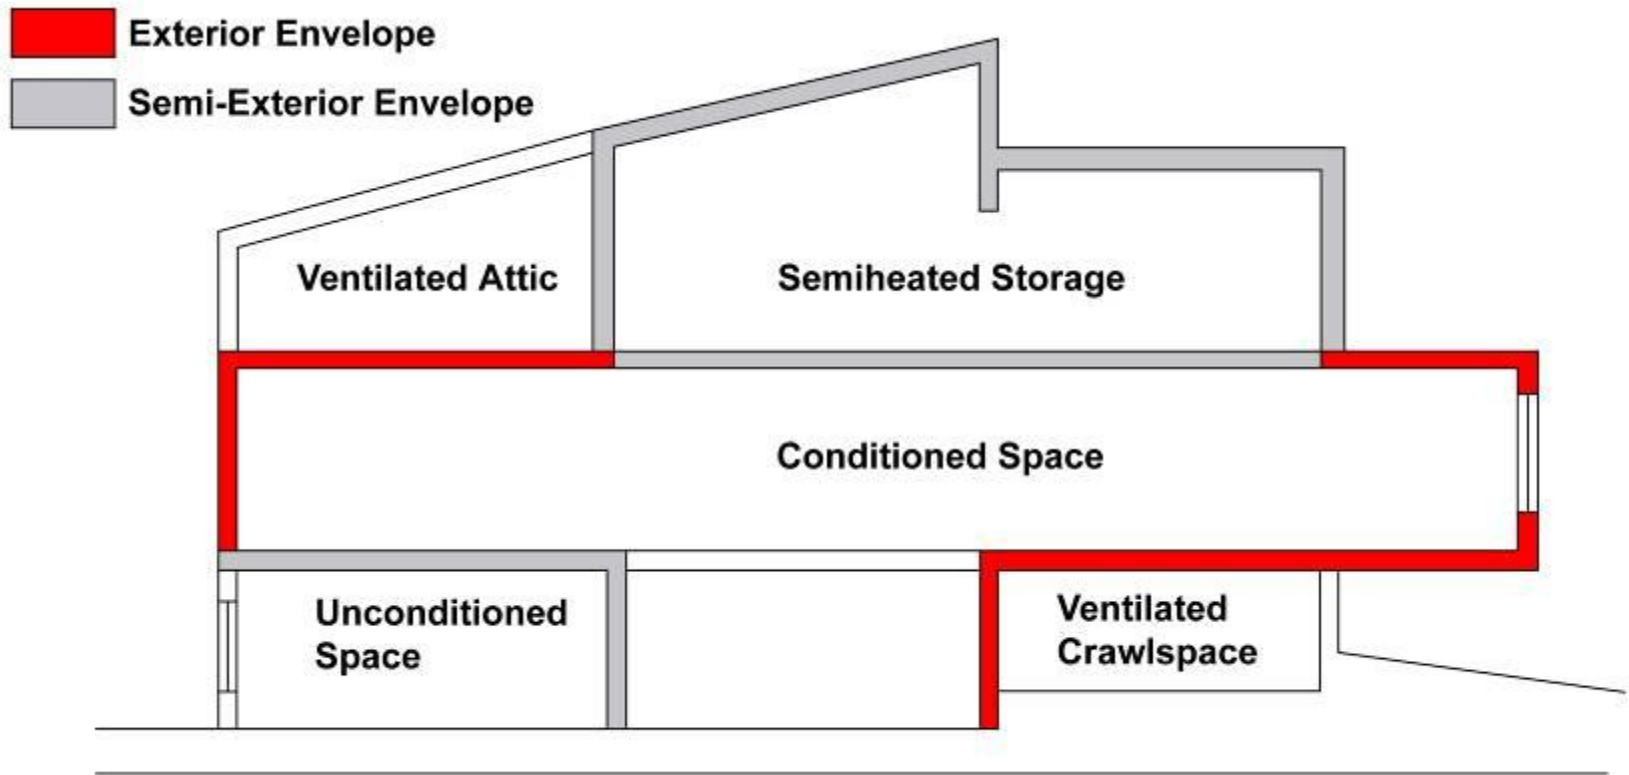 Exterior Envelope
Semi-Exterior Envelope
Ventilated Attic
Semiheated Storage
Conditioned Space
Unconditioned
Space
Ventilated
Crawlspace